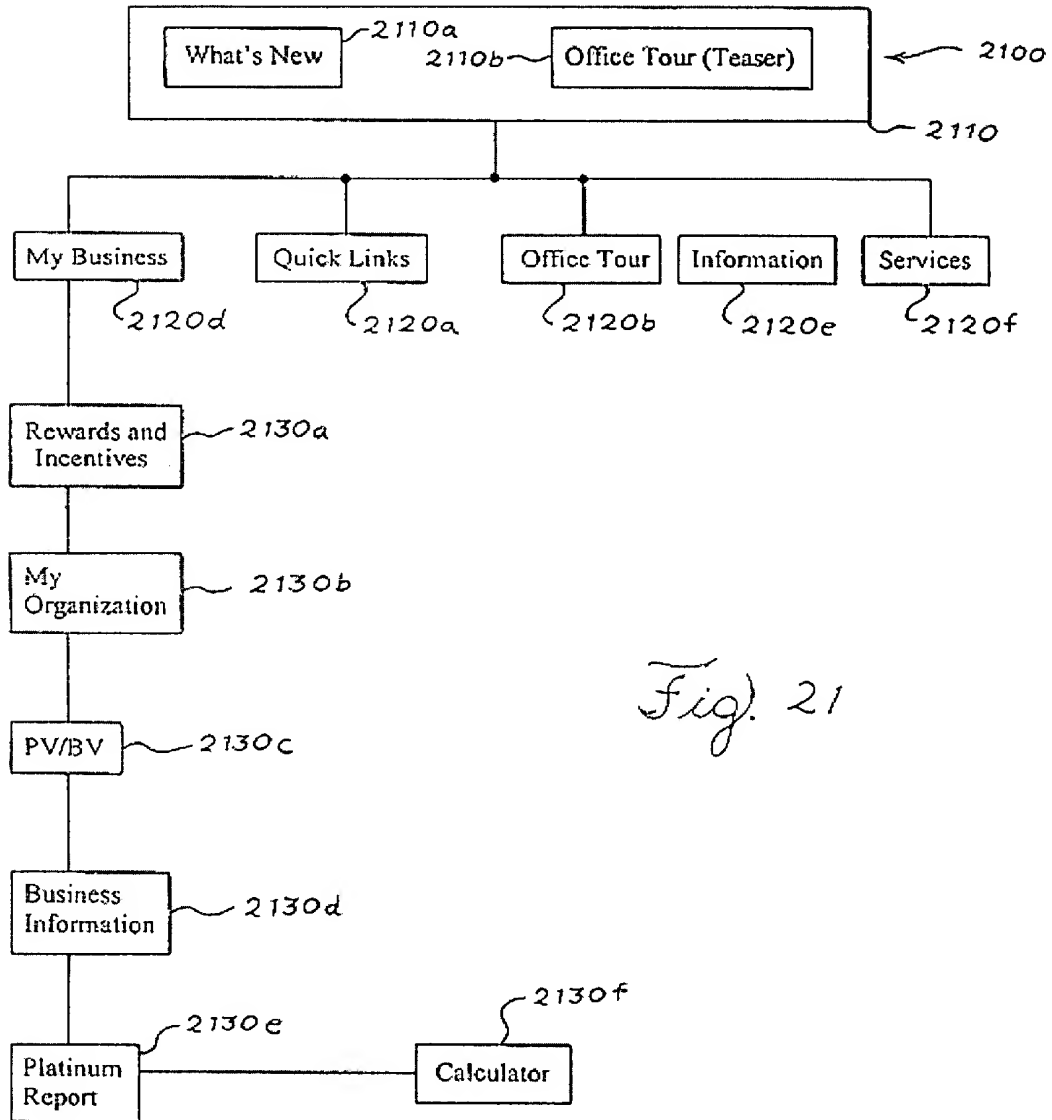 2110a
What's New
2110b
Office Tour (Teaser)
2100
2110
My Business
Quick Links
Office Tour
Information
Services
2120d
2120a
2120b
2120e
2120f
Rewards and
Incentives
2130a
My
Organization
2130b
PV/BV
2130c
Fig. 21
Business
Information
2130d
2130e
2130f
Platinum
Report
Calculator